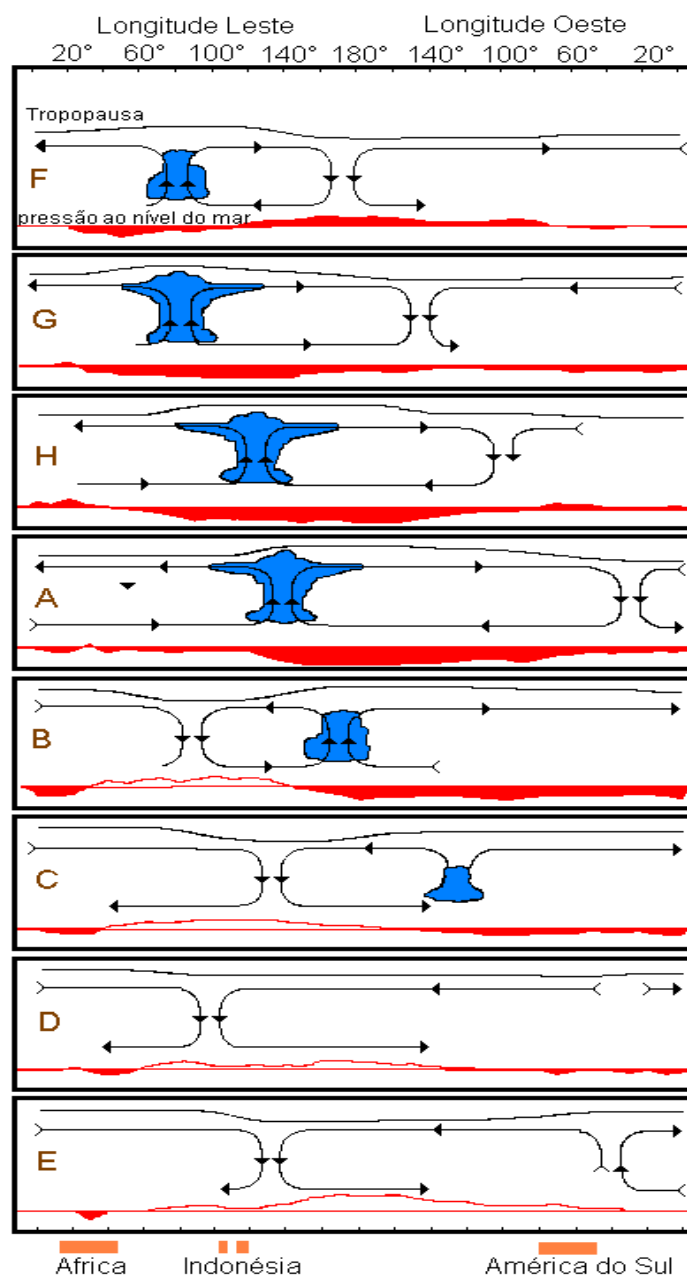 Longitude Leste Longitude Oeste
20° 60° 100° 140° 180° 140° 100° 60° 20°
Tropopausa
F
pressão ao nível do mar
G
H
A
B
C
D
E
Africa Indonésia América do Sul